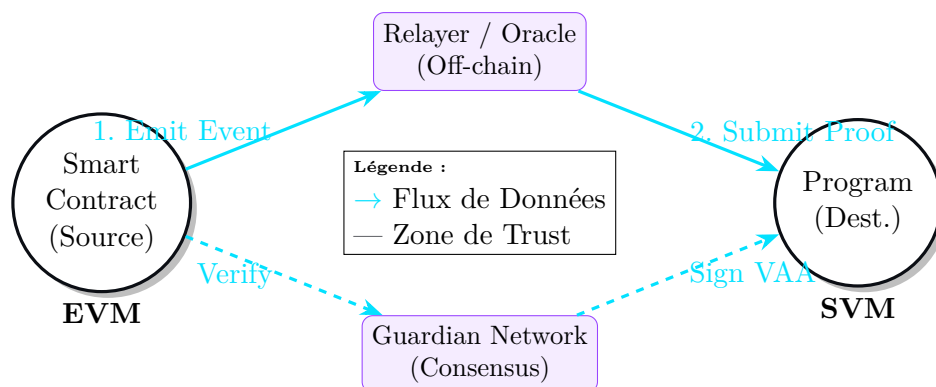 Relayer / Oracle
(Off-chain)
1. Emit Event
2. Submit Proof
Smart
Contract
(Source)
EVM
Légende :
→ Flux de Données
— Zone de Trust
Program
(Dest.)
SVM
Verify
Sign VAA
Guardian Network
(Consensus)